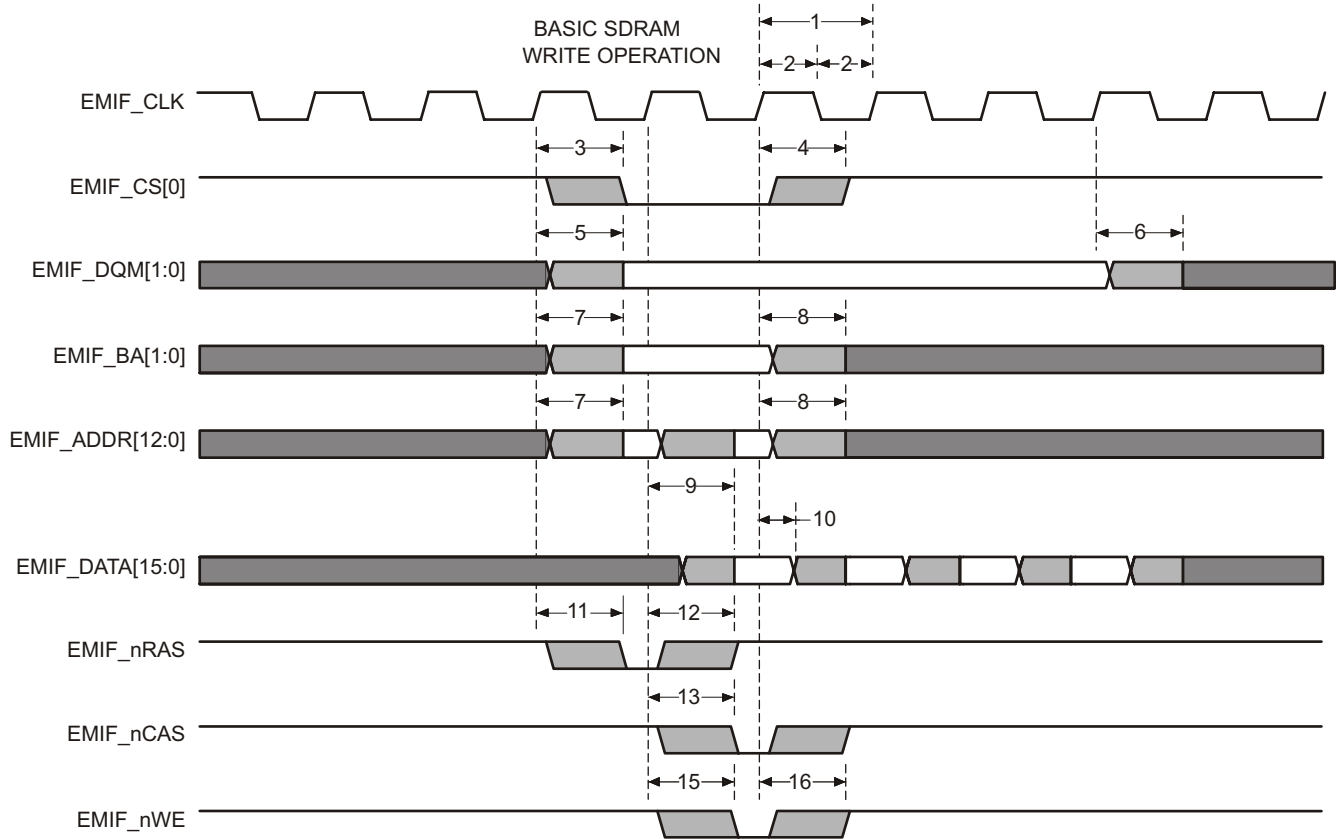 BASIC SDRAM
WRITE OPERATION
1
2 2
EMIF_CLK
3 4
EMIF_CS[0]
5 6
EMIF_DQM[1:0]
7 8
EMIF_BA[1:0]
7 8
EMIF_ADDR[12:0]
9
10
EMIF_DATA[15:0]
11 12
EMIF_nRAS
13
EMIF_nCAS
15 16
EMIF_nWE